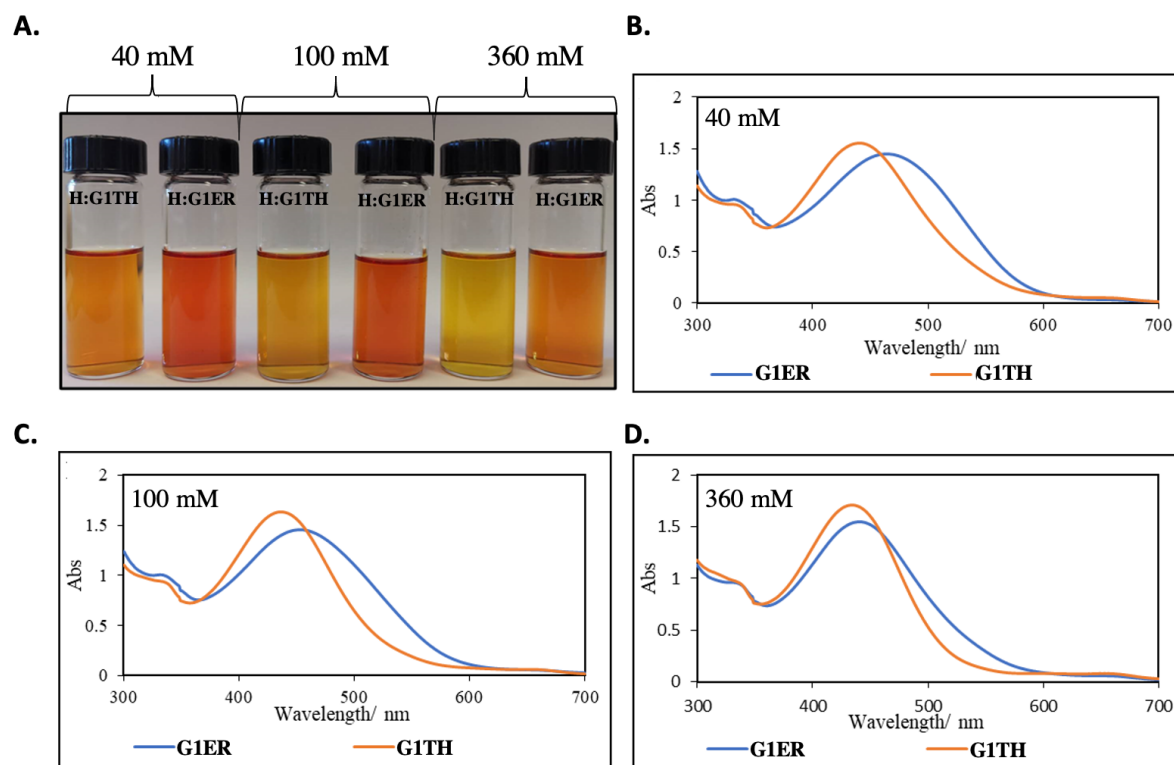 A.
40 mM 100 mM 360 mM
H:G1TH H:G1ER H:G1TH H:G1ER H:G1TH H:G1ER
B.
2
1.5
1
0.5
0
Abs
40 mM
300 400 500 600 700
Wavelength/ nm
G1ER G1TH
C.
2
1.5
1
0.5
0
Abs
100 mM
300 400 500 600 700
Wavelength/ nm
G1ER G1TH
D.
2
1.5
1
0.5
0
Abs
360 mM
300 400 500 600 700
Wavelength/ nm
G1ER G1TH